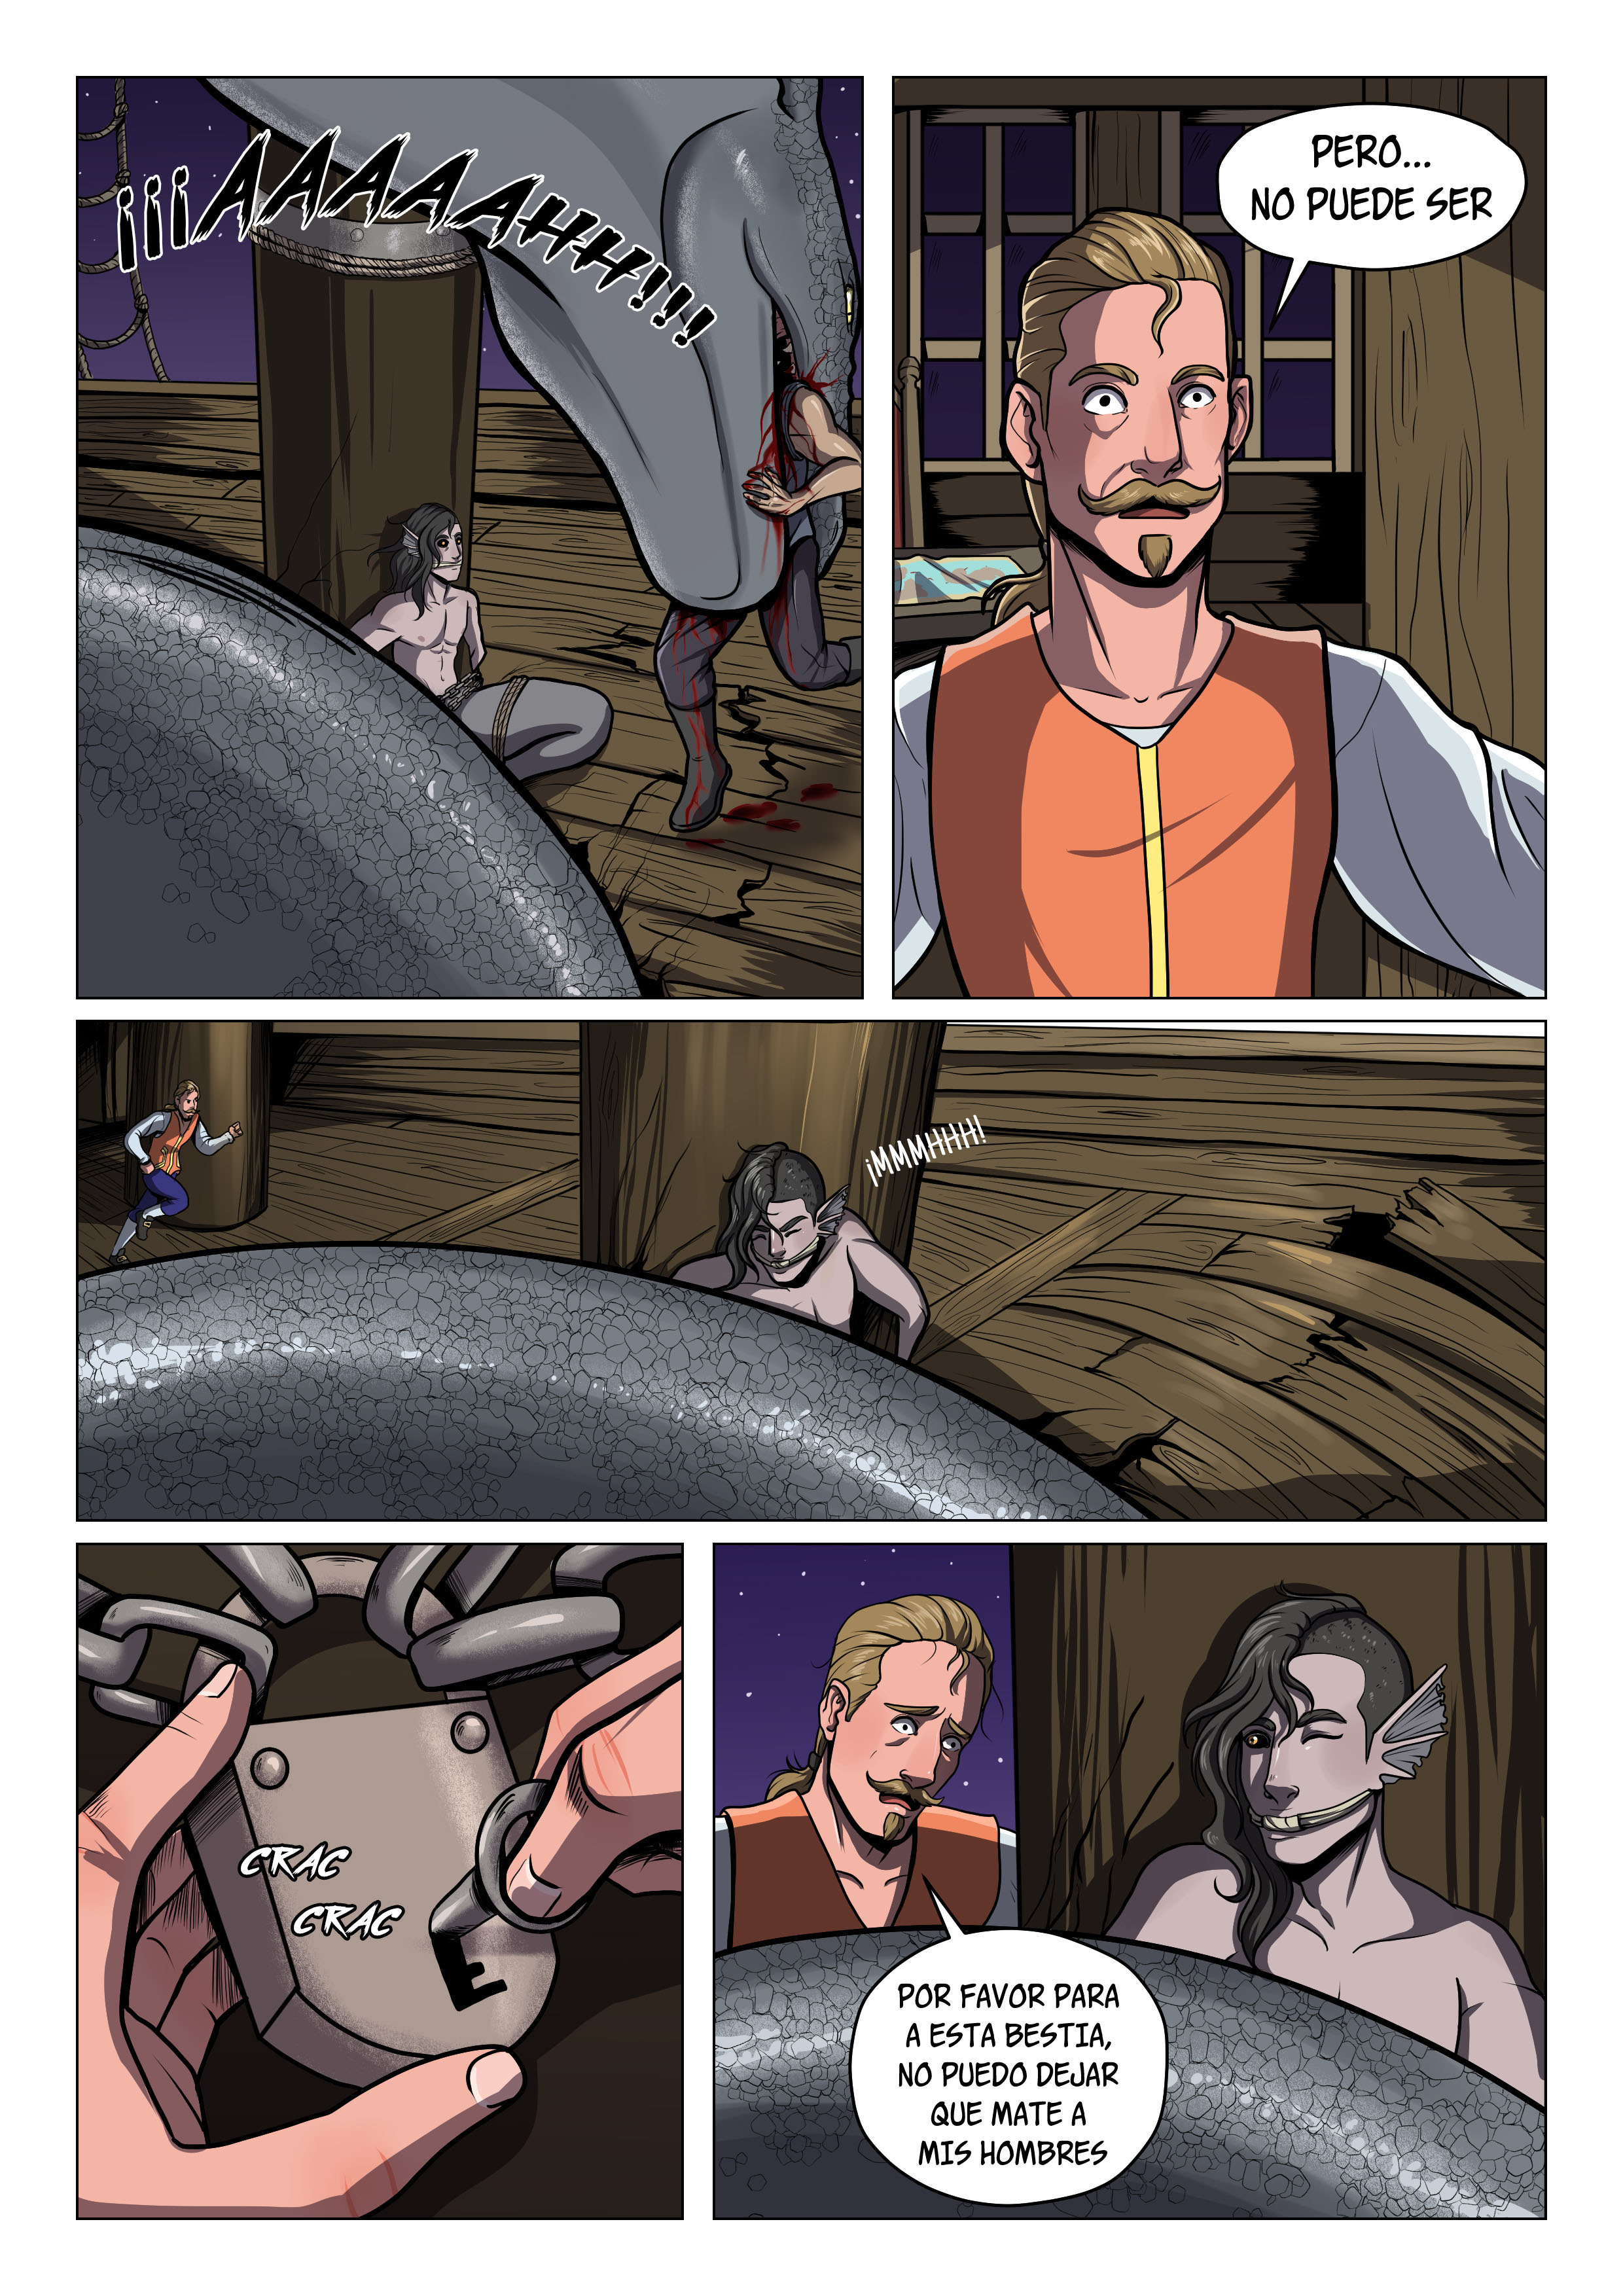 ¡¡¡AAAAAAHHH!!!
PERO...
NO PUEDE SER
¡MMMHHH!
CRAC
CRAC
POR FAVOR PARA
A ESTA BESTIA,
NO PUEDO DEJAR
QUE MATE A
MIS HOMBRES